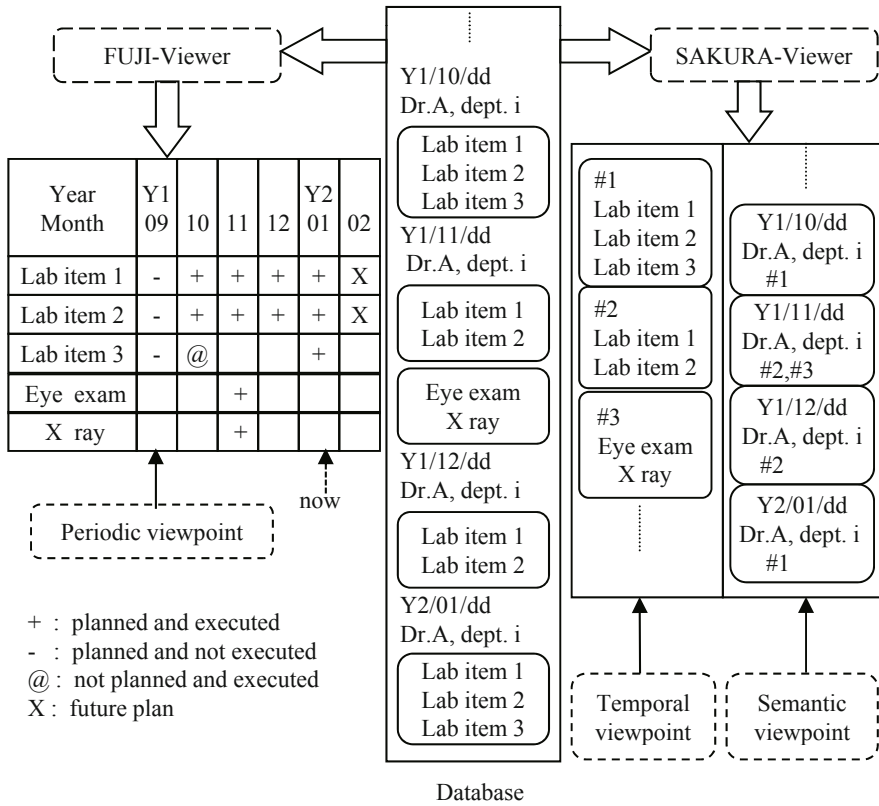 FUJI-Viewer
Year Month Y1 09 10 11 12 Y2 01 02
Lab item 1 - + + + + X
Lab item 2 - + + + + X
Lab item 3 - @ +
Eye exam +
X ray +
now
Periodic viewpoint
+ : planned and executed
- : planned and not executed
@ : not planned and executed
X : future plan
Y1/10/dd
Dr.A, dept. i
Lab item 1
Lab item 2
Lab item 3
Y1/11/dd
Dr.A, dept. i
Lab item 1
Lab item 2
Eye exam
X ray
Y1/12/dd
Dr.A, dept. i
Lab item 1
Lab item 2
Y2/01/dd
Dr.A, dept. i
Lab item 1
Lab item 2
Lab item 3
Database
SAKURA-Viewer
#1
Lab item 1
Lab item 2
Lab item 3
#2
Lab item 1
Lab item 2
#3
Eye exam
X ray
Y1/10/dd
Dr.A, dept. i
#1
Y1/11/dd
Dr.A, dept. i
#2,#3
Y1/12/dd
Dr.A, dept. i
#2
Y2/01/dd
Dr.A, dept. i
#1
Temporal
viewpoint
Semantic
viewpoint